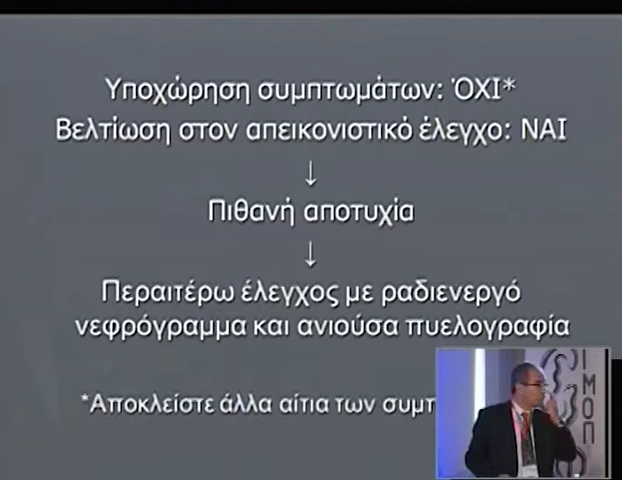 Υποχώρηση συμπτωμάτων: ΌΧΙ*
Βελτίωση στον απεικονιστικό έλεγχο: ΝΑΙ
↓
Πιθανή αποτυχία
↓
Περαιτέρω έλεγχος με ραδιενεργό
νεφρόγραμμα και ανιούσα πυελογραφία
*Αποκλείστε άλλα αίτια των
ΙΜΟΠ